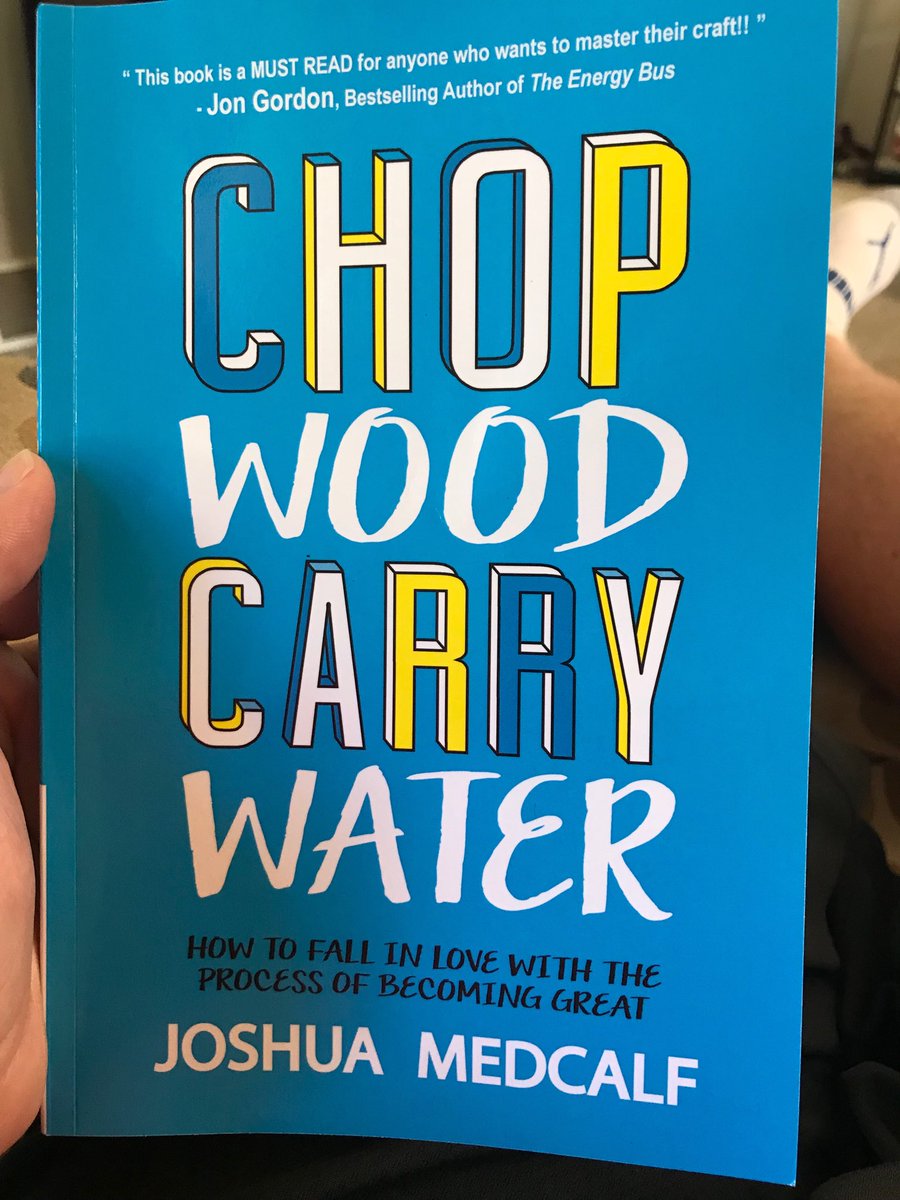 “ This book is a MUST READ for anyone who wants to master their craft!! ”
- Jon Gordon, Bestselling Author of The Energy Bus
CHOP
WOOD
CARRY
WATER
HOW TO FALL IN LOVE WITH THE
PROCESS OF BECOMING GREAT
JOSHUA MEDCALF